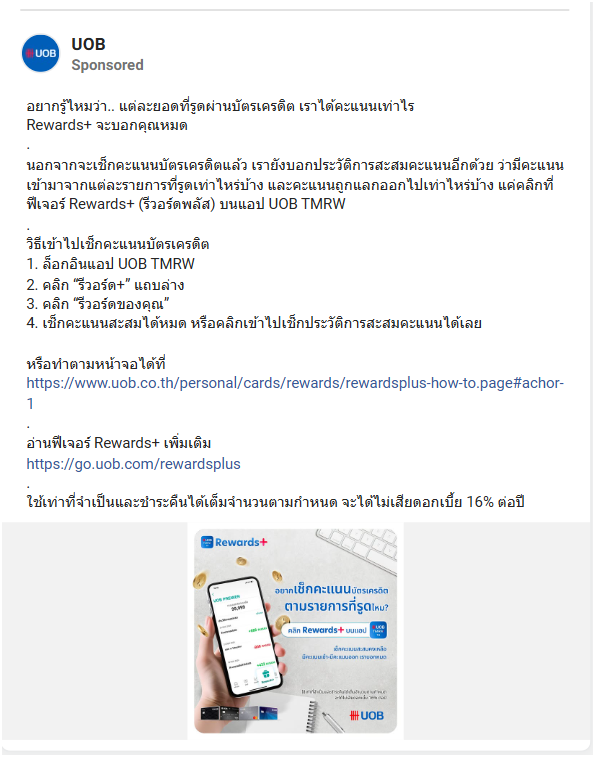 UOB
UOB
Sponsored
อยากรู้ไหมว่า.. แต่ละยอดที่รูดผ่านบัตรเครดิต เราได้คะแนนเท่าไร
Rewards+ จะบอกคุณหมด
.
นอกจากจะเช็กคะแนนบัตรเครดิตแล้ว เรายังบอกประวัติการสะสมคะแนนอีกด้วย ว่ามีคะแนน
เข้ามาจากแต่ละรายการที่รูดเท่าไหร่บ้าง และคะแนนถูกแลกออกไปเท่าไหร่บ้าง แค่คลิกที่
ฟีเจอร์ Rewards+ (รีวอร์ดพลัส) บนแอป UOB TMRW
.
วิธีเข้าไปเช็กคะแนนบัตรเครดิต
1. ล็อกอินแอป UOB TMRW
2. คลิก “รีวอร์ด+” แถบล่าง
3. คลิก “รีวอร์ดของคุณ”
4. เช็กคะแนนสะสมได้หมด หรือคลิกเข้าไปเช็กประวัติการสะสมคะแนนได้เลย
หรือทำตามหน้าจอได้ที่
https://www.uob.co.th/personal/cards/rewards/rewardsplus-how-to.page#achor-
1
.
อ่านฟีเจอร์ Rewards+ เพิ่มเติม
https://go.uob.com/rewardsplus
.
ใช้เท่าที่จำเป็นและชำระคืนได้เต็มจำนวนตามกำหนด จะได้ไม่เสียดอกเบี้ย 16% ต่อปี
Rewards+
อยากเช็กคะแนนบัตรเครดิต
ตามรายการที่รูดไหม?
คลิก Rewards+ บนแอป
UOB